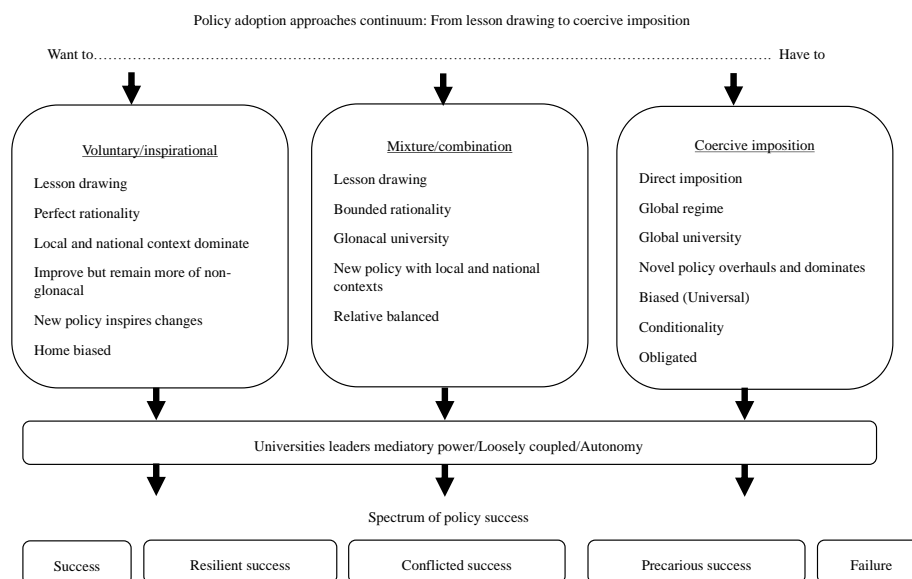 Policy adoption approaches continuum: From lesson drawing to coercive imposition
Want to……………………………………………………………………………………………………………………. Have to
Voluntary/inspirational
Lesson drawing
Perfect rationality
Local and national context dominate
Improve but remain more of non-
glonacal
New policy inspires changes
Home biased
Mixture/combination
Lesson drawing
Bounded rationality
Glonacal university
New policy with local and national
contexts
Relative balanced
Coercive imposition
Direct imposition
Global regime
Global university
Novel policy overhauls and dominates
Biased (Universal)
Conditionality
Obligated
Universities leaders mediatory power/Loosely coupled/Autonomy
Spectrum of policy success
Success
Resilient success
Conflicted success
Precarious success
Failure